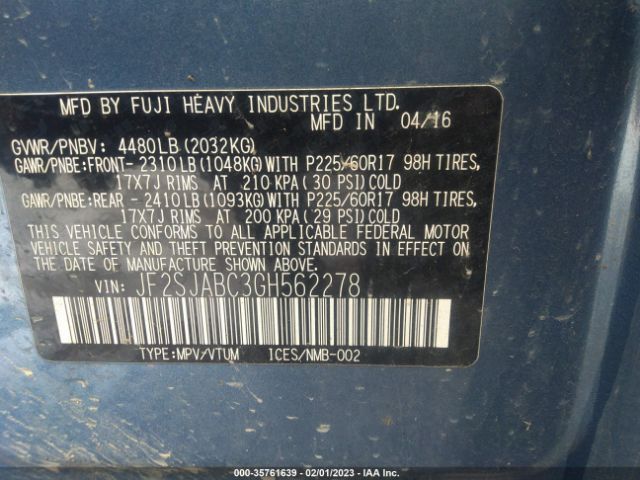 MFD BY FUJI HEAVY INDUSTRIES LTD.
MFD IN 04/16
GVWR/PNBV: 4480LB(2032KG)
GAWR/PNBE:FRONT- 2310LB(1048KG)WITH P225/60R17 98H TIRES,
17X7J RIMS AT 210 KPA( 30 PSI)COLD
GAWR/PNBE:REAR - 2410LB(1093KG)WITH P225/60R17 98H TIRES,
17X7J RIMS AT 200 KPA( 29 PSI)COLD
THIS VEHICLE CONFORMS TO ALL APPLICABLE FEDERAL MOTOR
VEHICLE SAFETY AND THEFT PREVENTION STANDARDS IN EFFECT ON
THE DATE OF MANUFACTURE SHOWN ABOVE.
VIN: JF2SJABC3GH562278
TYPE:MPV/VTUM ICES/NMB-002
000-35761639 - 02/01/2023 - IAA Inc.